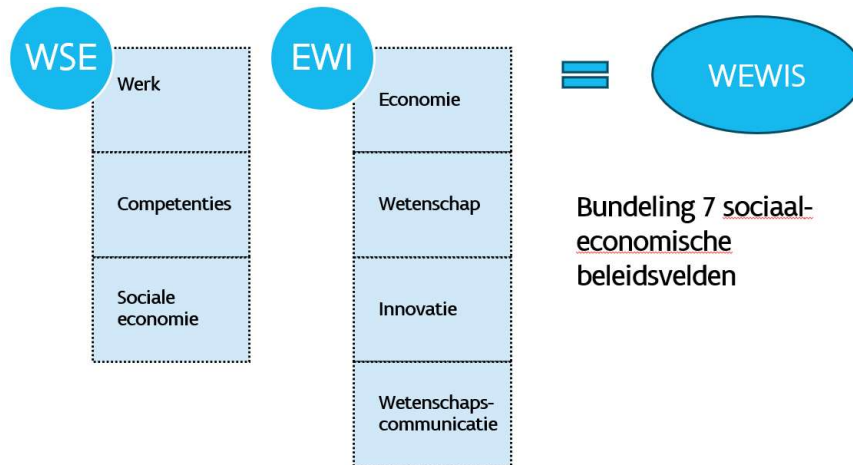 WSE
Werk
Competenties
Sociale
economie
EWI
Economie
Wetenschap
Innovatie
Wetenschaps-
communicatie
=
WEWIS
Bundeling 7 sociaal-
economische
beleidsvelden